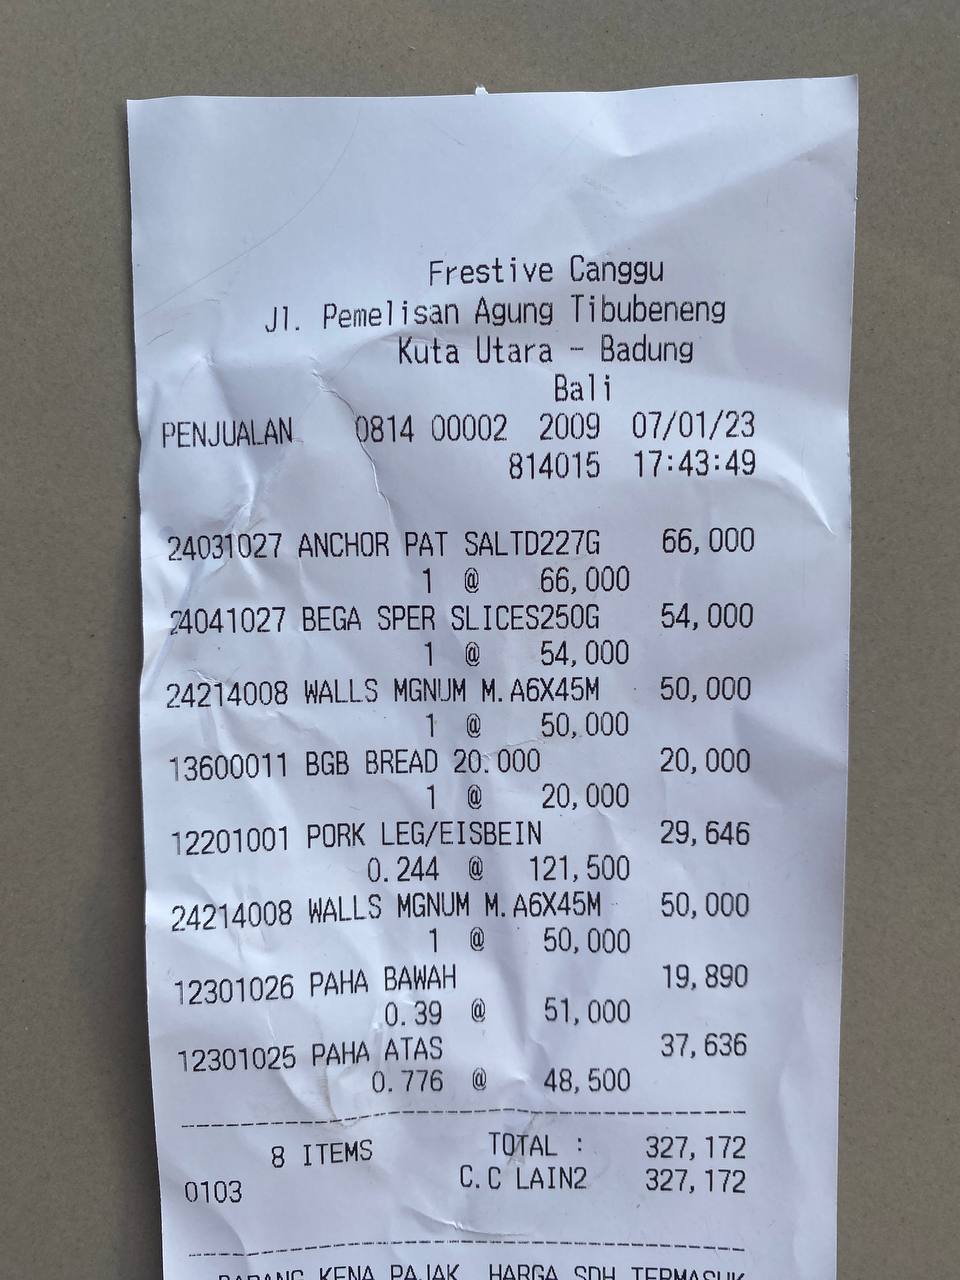 Frestive Canggu
Jl. Pemelisan Agung Tibubeneng
Kuta Utara - Badung
Bali
PENJUALAN 0814 00002 2009 07/01/23
814015 17:43:49
24031027 ANCHOR PAT SALTD227G 66,000
1 @ 66,000
24041027 BEGA SPER SLICES250G 54,000
1 @ 54,000
24214008 WALLS MGNUM M.A6X45M 50,000
1 @ 50,000
13600011 BGB BREAD 20.000 20,000
1 @ 20,000
12201001 PORK LEG/EISBEIN 29,646
0.244 @ 121,500
24214008 WALLS MGNUM M.A6X45M 50,000
1 @ 50,000
12301026 PAHA BAWAH 19,890
0.39 @ 51,000
12301025 PAHA ATAS 37,636
0.776 @ 48,500
8 ITEMS TOTAL : 327,172
0103 C.C LAIN2 327,172
BARANG KENA PAJAK HARGA SDH TERMASUK